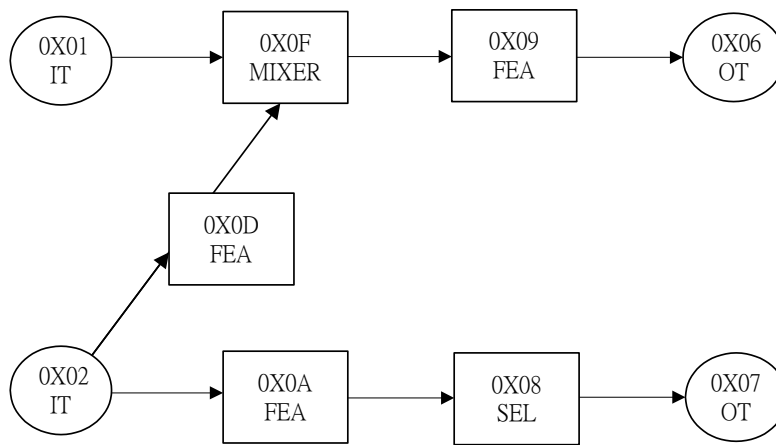 0X01
IT
0X0F
MIXER
0X09
FEA
0X06
OT
0X0D
FEA
0X02
IT
0X0A
FEA
0X08
SEL
0X07
OT